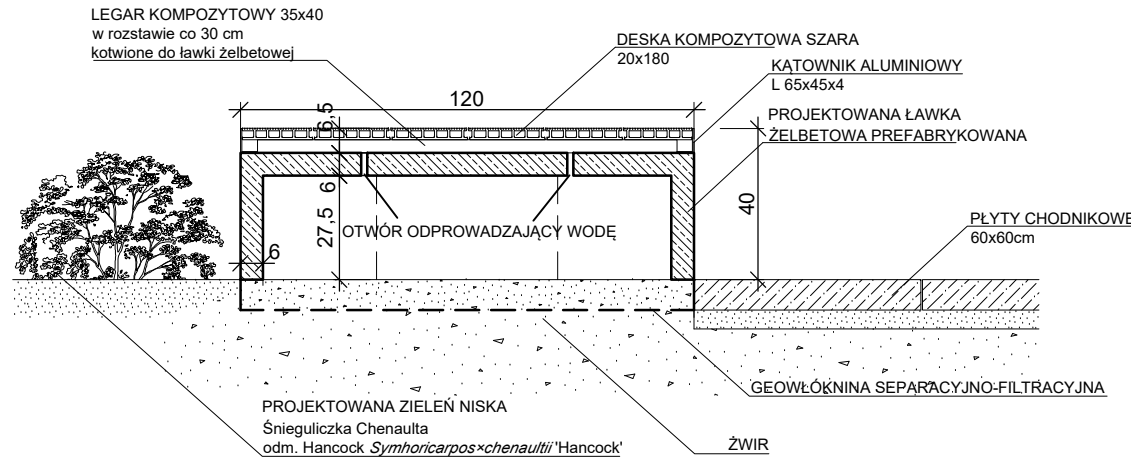 LEGAR KOMPOZYTOWY 35x40
w rozstawie co 30 cm
kotwione do ławki żelbetowej
DESKA KOMPOZYTOWA SZARA
20x180
KĄTOWNIK ALUMINIOWY
L 65x45x4
120
6,5
PROJEKTOWANA ŁAWKA
ŻELBETOWA PREFABRYKOWANA
6
27,5
40
OTWÓR ODPROWADZAJĄCY WODĘ
6
PŁYTY CHODNIKOWE
60x60cm
GEOWŁÓKNINA SEPARACYJNO-FILTRACYJNA
PROJEKTOWANA ZIELEŃ NISKA
Śnieguliczka Chenaulta
odm. Hancock Symhoricarpos×chenaultii 'Hancock'
ŻWIR